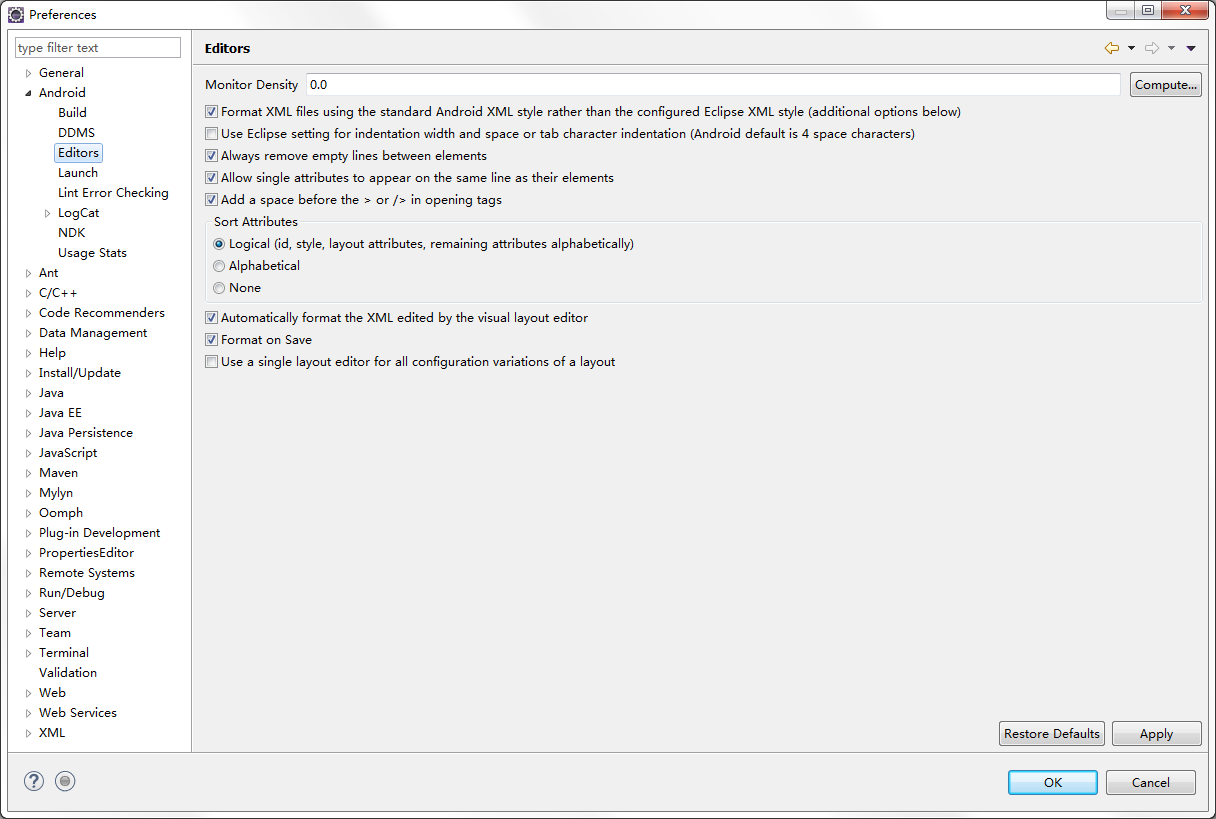 Preferences
type filter text
General
Android
Build
DDMS
Editors
Launch
Lint Error Checking
LogCat
NDK
Usage Stats
Ant
C/C++
Code Recommenders
Data Management
Help
Install/Update
Java
Java EE
Java Persistence
JavaScript
Maven
Mylyn
Oomph
Plug-in Development
PropertiesEditor
Remote Systems
Run/Debug
Server
Team
Terminal
Validation
Web
Web Services
XML
Editors
Monitor Density 0.0 Compute...
Format XML files using the standard Android XML style rather than the configured Eclipse XML style (additional options below)
Use Eclipse setting for indentation width and space or tab character indentation (Android default is 4 space characters)
Always remove empty lines between elements
Allow single attributes to appear on the same line as their elements
Add a space before the > or /> in opening tags
Sort Attributes
Logical (id, style, layout attributes, remaining attributes alphabetically)
Alphabetical
None
Automatically format the XML edited by the visual layout editor
Format on Save
Use a single layout editor for all configuration variations of a layout
Restore Defaults Apply
? OK Cancel